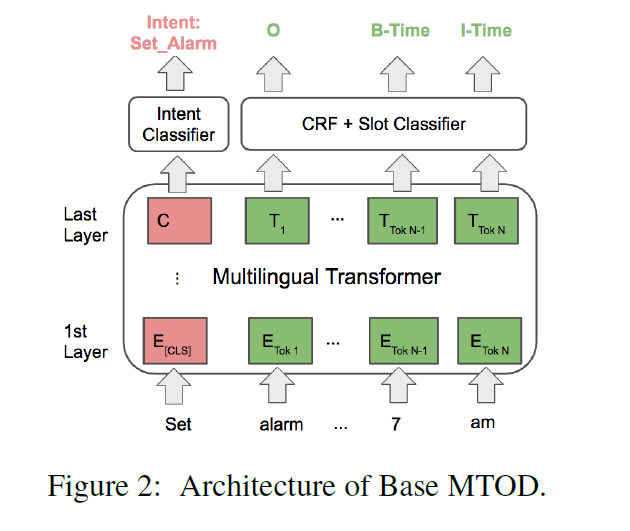 Intent: O B-Time I-Time
Set_Alarm
Intent
Classifier
CRF + Slot Classifier
Last
Layer
C T1 ... TTok N-1 TTok N
⋮ Multilingual Transformer
1st
Layer
E[CLS] ETok 1 ... ETok N-1 ETok N
Set alarm ... 7 am
Figure 2: Architecture of Base MTOD.